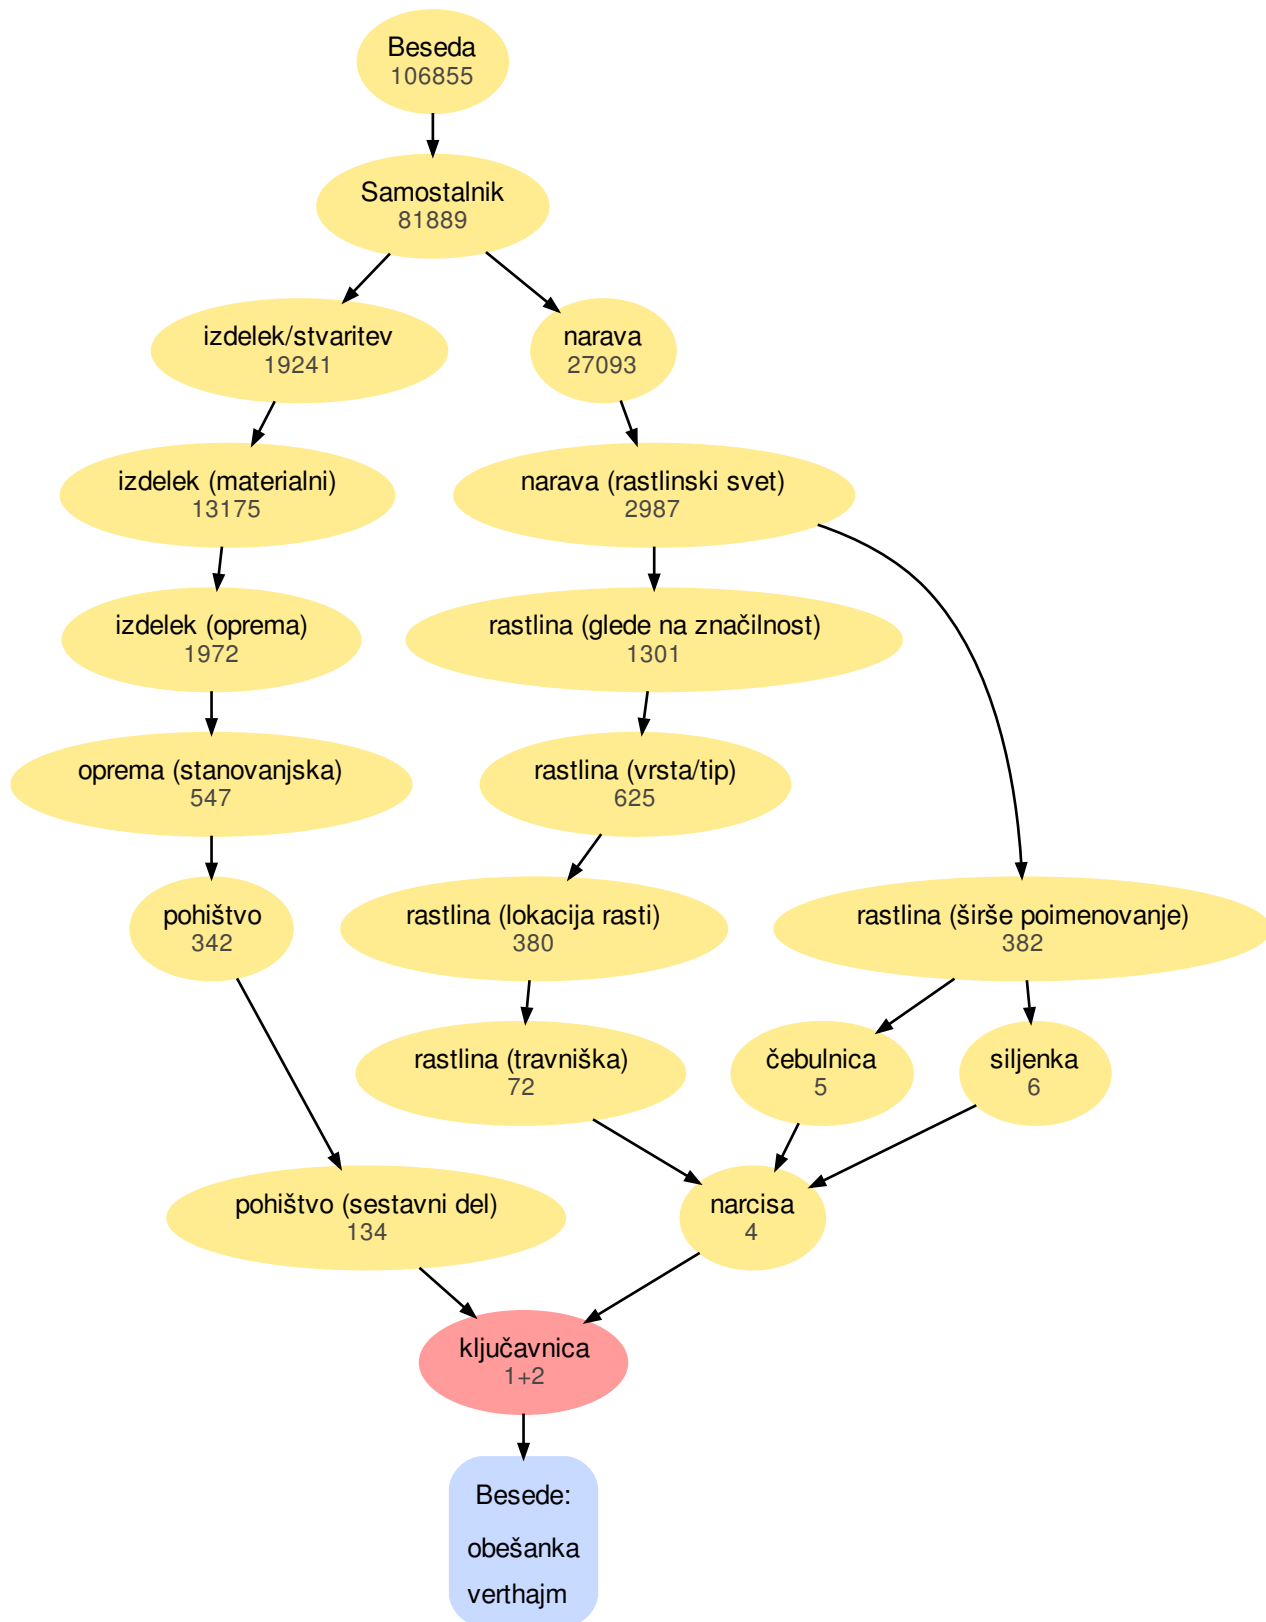 Beseda
106855
Samostalnik
81889
izdelek/stvaritev
19241
narava
27093
izdelek (materialni)
13175
narava (rastlinski svet)
2987
izdelek (oprema)
1972
rastlina (glede na značilnost)
1301
oprema (stanovanjska)
547
rastlina (vrsta/tip)
625
pohištvo
342
rastlina (lokacija rasti)
380
rastlina (širše poimenovanje)
382
rastlina (travniška)
72
čebulnica
5
siljenka
6
pohištvo (sestavni del)
134
narcisa
4
ključavnica
1+2
Besede:
obešanka
verthajm